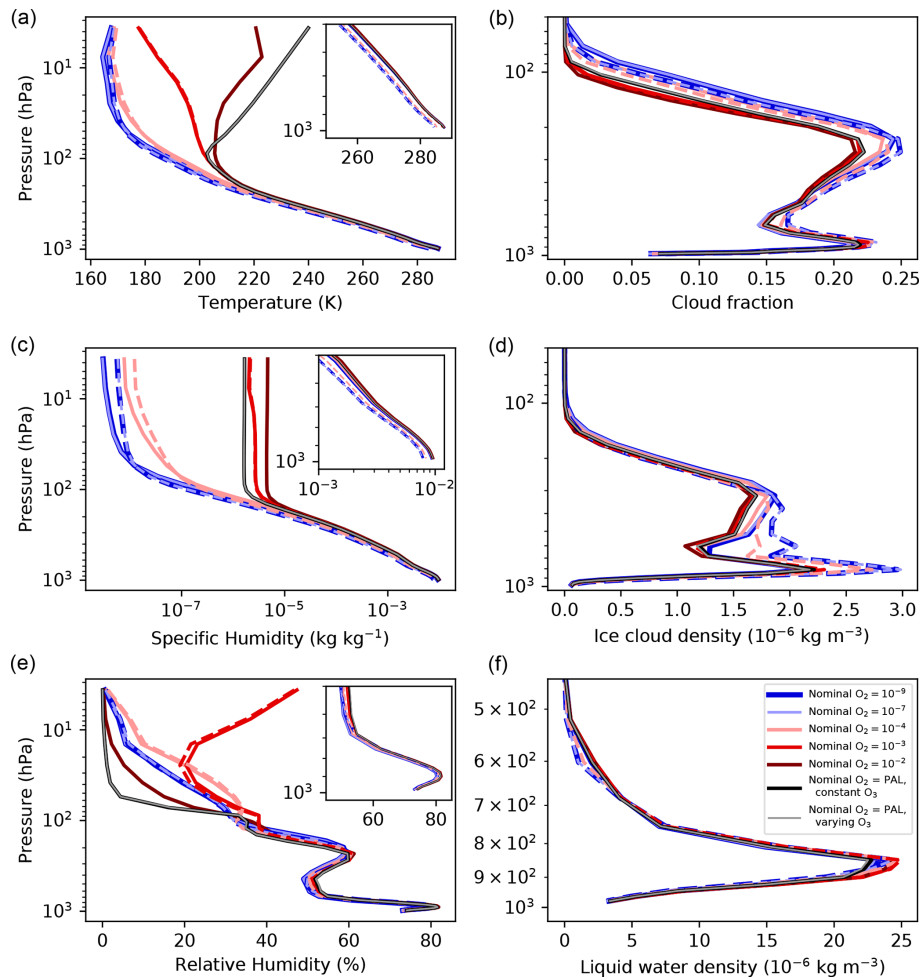 (a)
Pressure (hPa)
10¹
10²
10³
160 180 200 220 240 260 280
Temperature (K)
10³
260 280
(b)
10²
10³
0.00 0.05 0.10 0.15 0.20 0.25
Cloud fraction
(c)
Pressure (hPa)
10¹
10²
10³
10⁻⁷ 10⁻⁵ 10⁻³
Specific Humidity (kg kg⁻¹)
10³
10⁻³ 10⁻²
(d)
10²
10³
0.0 0.5 1.0 1.5 2.0 2.5 3.0
Ice cloud density (10⁻⁶ kg m⁻³)
(e)
Pressure (hPa)
10¹
10²
10³
0 20 40 60 80
Relative Humidity (%)
10³
60 80
(f)
5 × 10²
6 × 10²
7 × 10²
8 × 10²
9 × 10²
10³
0 5 10 15 20 25
Liquid water density (10⁻⁶ kg m⁻³)
Nominal O₂ = 10⁻⁹
Nominal O₂ = 10⁻⁷
Nominal O₂ = 10⁻⁴
Nominal O₂ = 10⁻³
Nominal O₂ = 10⁻²
Nominal O₂ = PAL,
constant O₃
Nominal O₂ = PAL,
varying O₃